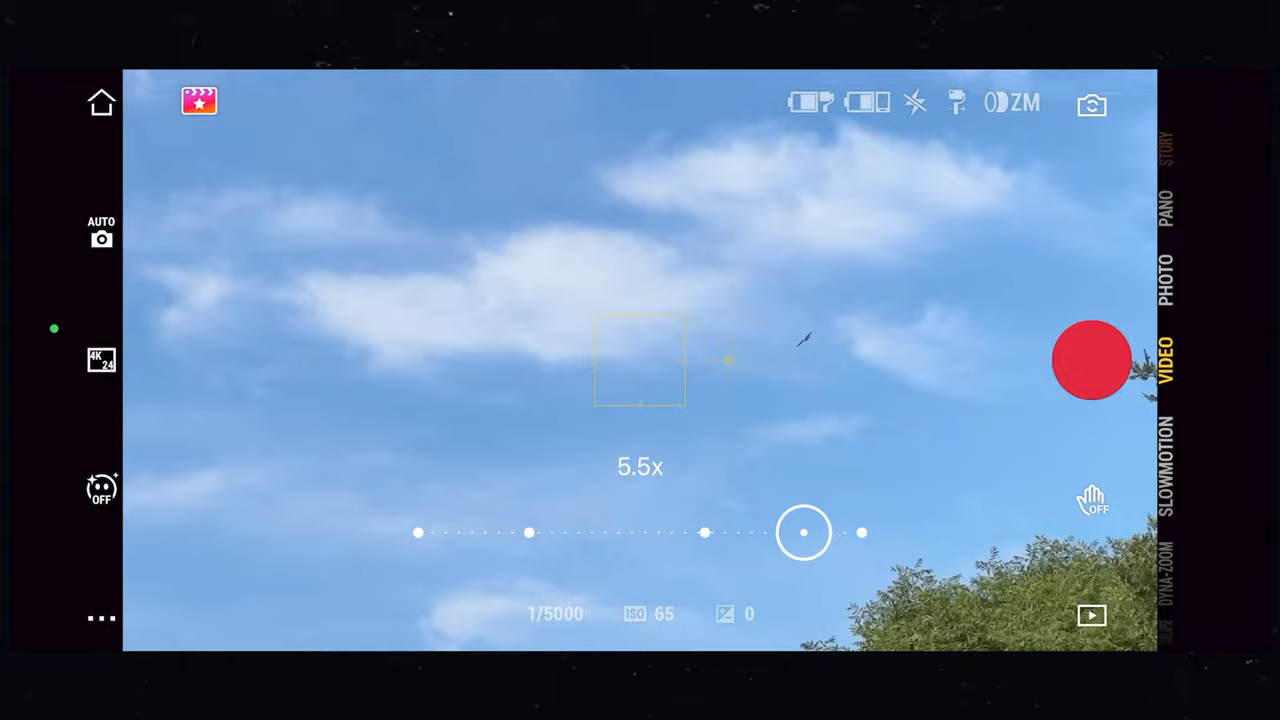 ZM
AUTO
4K
24
OFF
5.5x
1/5000
ISO 65
0
STORY
PANO
PHOTO
VIDEO
SLOWMOTION
OFF
DYNA-ZOOM